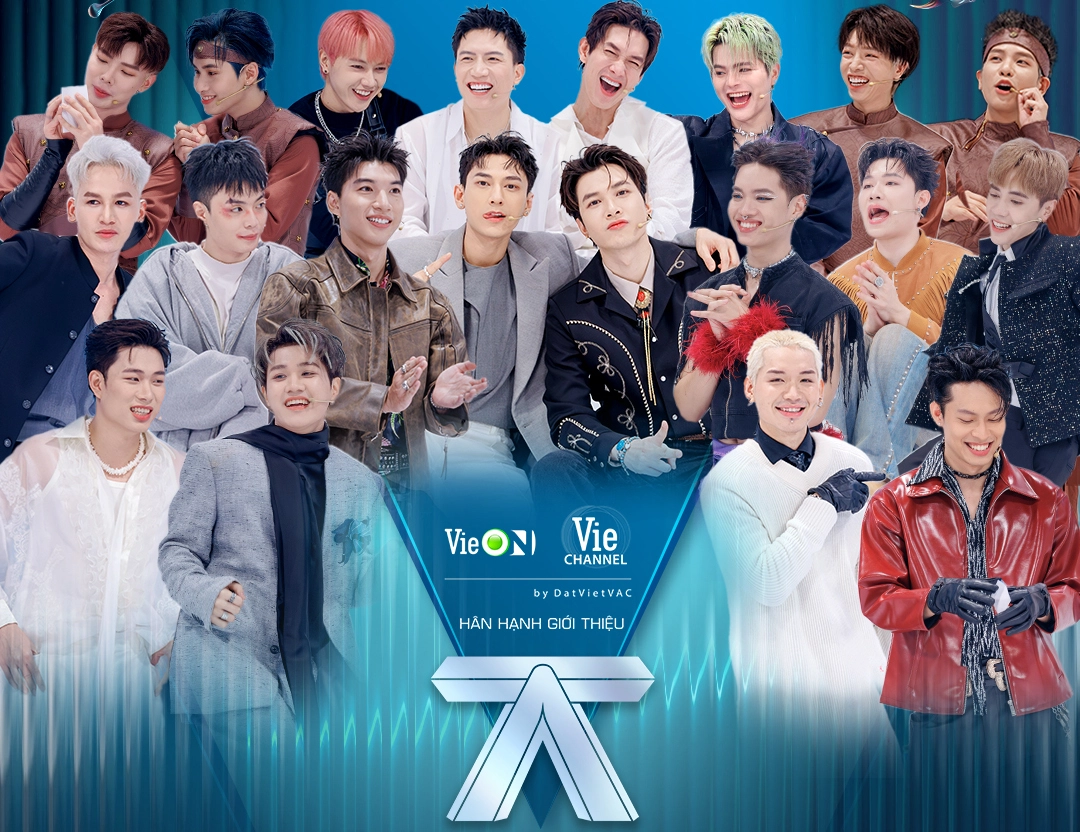 VieON
Vie
CHANNEL
by DatVietVAC
HÂN HẠNH GIỚI THIỆU